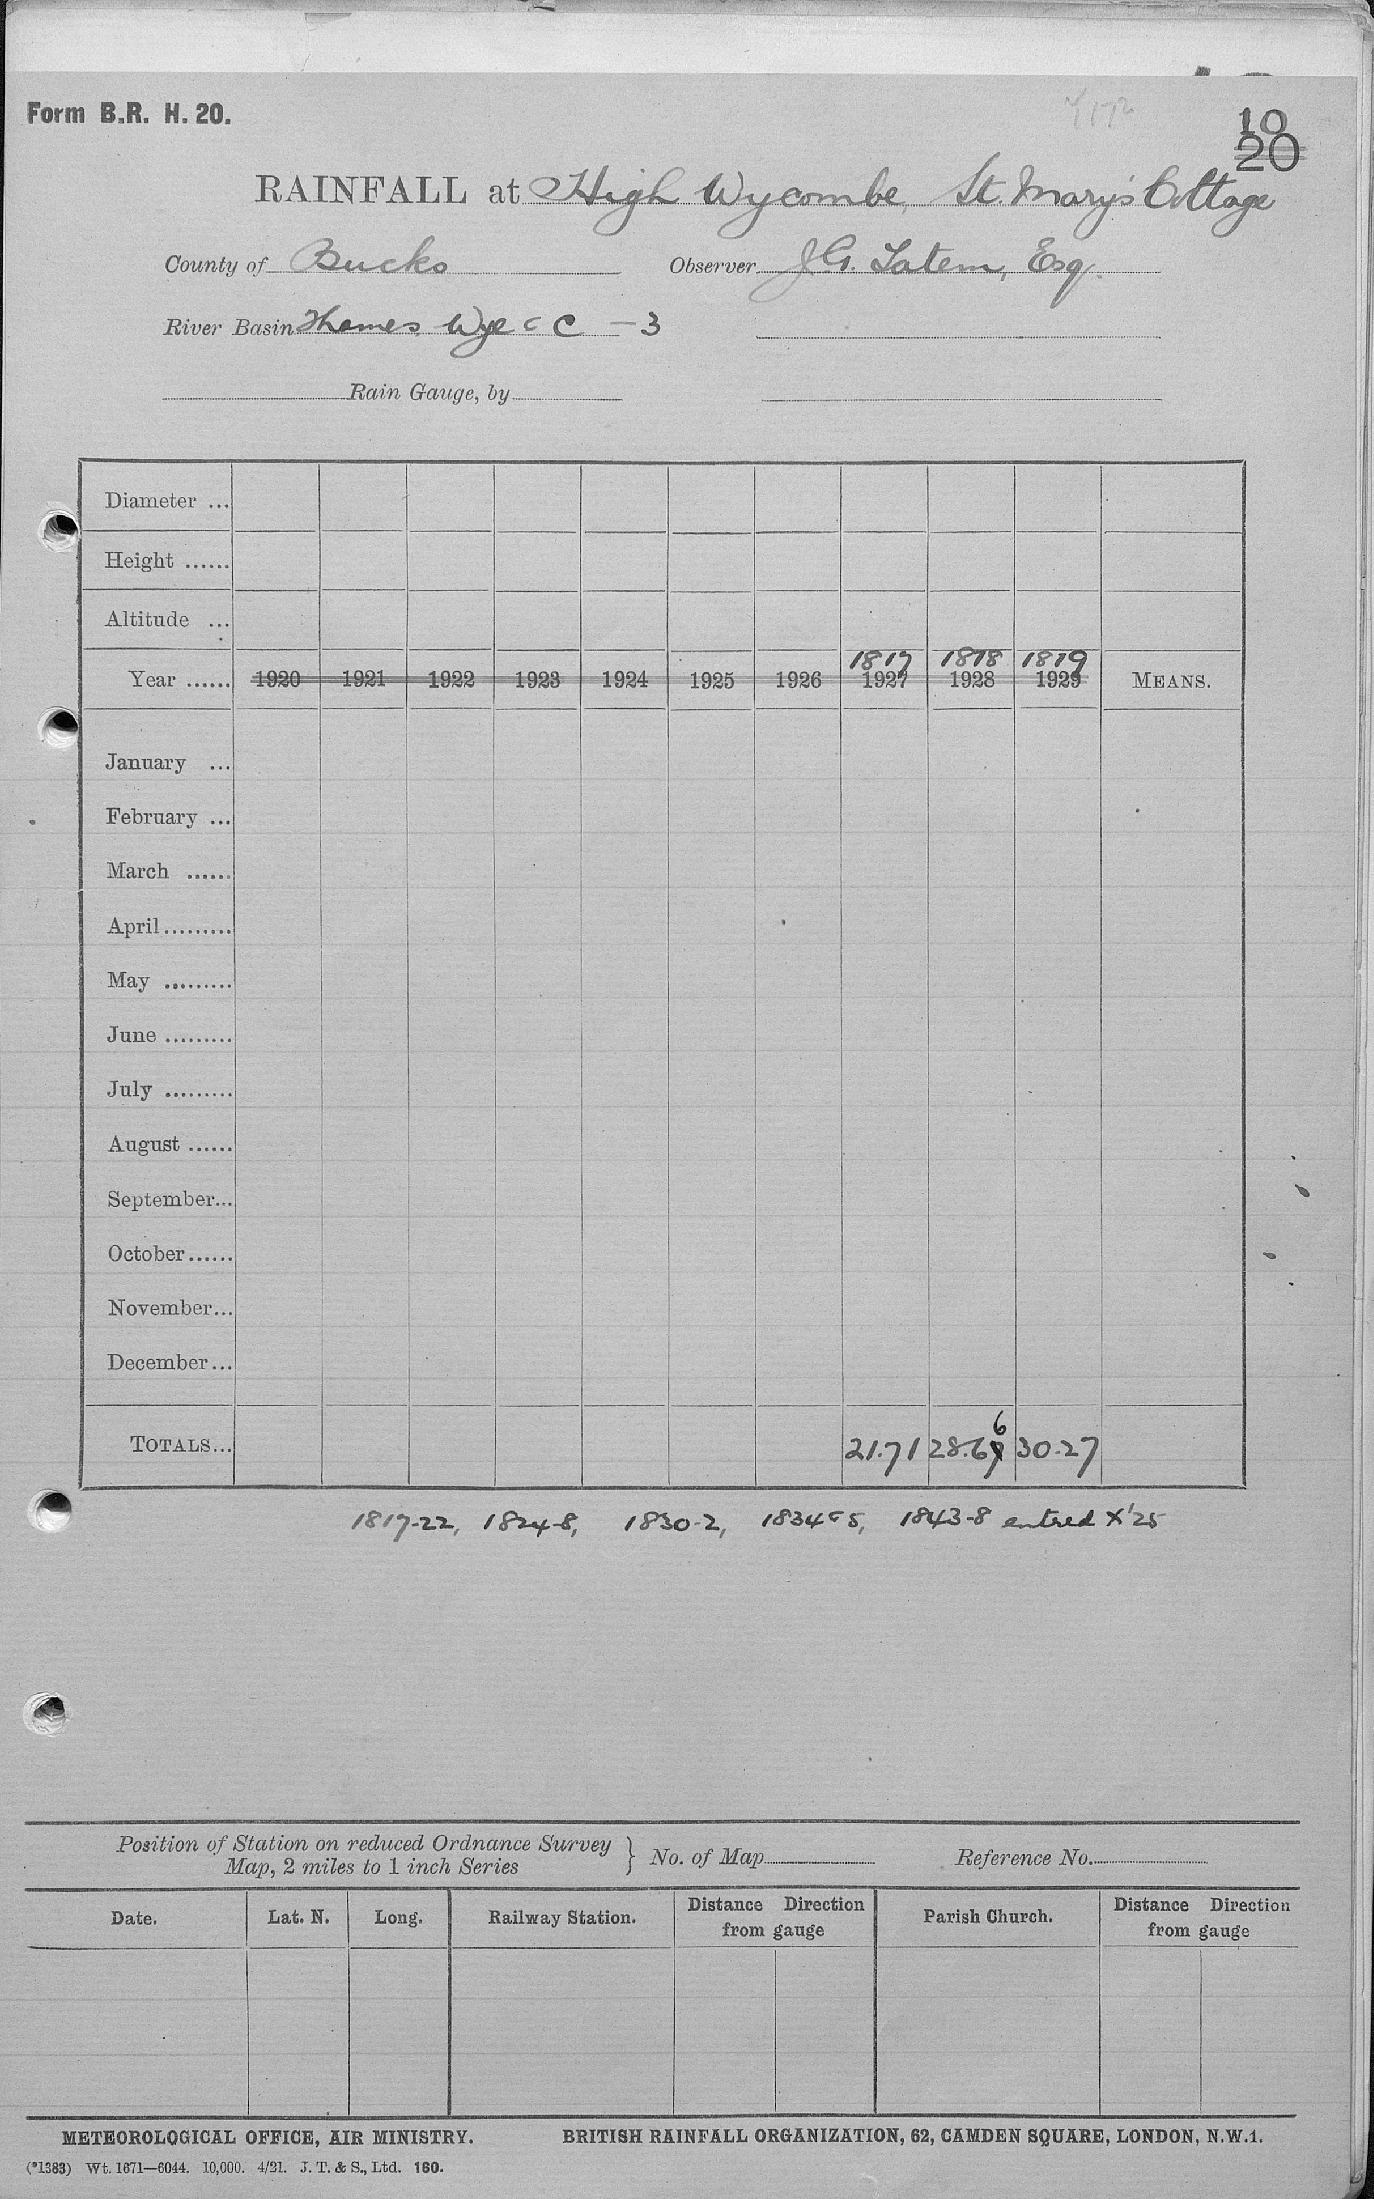 Form B.R. H. 20.
10
20
RAINFALL at High Wycombe, St. Mary's Cottage
County of Bucks Observer J.G. Tatem, Esq.
River Basin Thames Wye C - 3
Rain Gauge, by
Diameter ...
Height ......
Altitude ...
1817 1818 1819
Year ...... 1920 1921 1922 1923 1924 1925 1926 1927 1928 1929 MEANS.
January ...
February ...
March ......
April.........
May .........
June .........
July .........
August ......
September...
October......
November...
December...
6
TOTALS... 21.71 28.67 30.27
1817-22, 1824-8, 1830-2, 1834 & 5, 1843-8 entred X'25
Position of Station on reduced Ordnance Survey
Map, 2 miles to 1 inch Series } No. of Map Reference No.
Date. Lat. N. Long. Railway Station. Distance Direction from gauge Parish Church. Distance Direction from gauge
METEOROLOGICAL OFFICE, AIR MINISTRY. BRITISH RAINFALL ORGANIZATION, 62, CAMDEN SQUARE, LONDON, N.W.1.
(*1383) Wt. 1671—6044. 10,000. 4/21. J. T. & S., Ltd. 160.